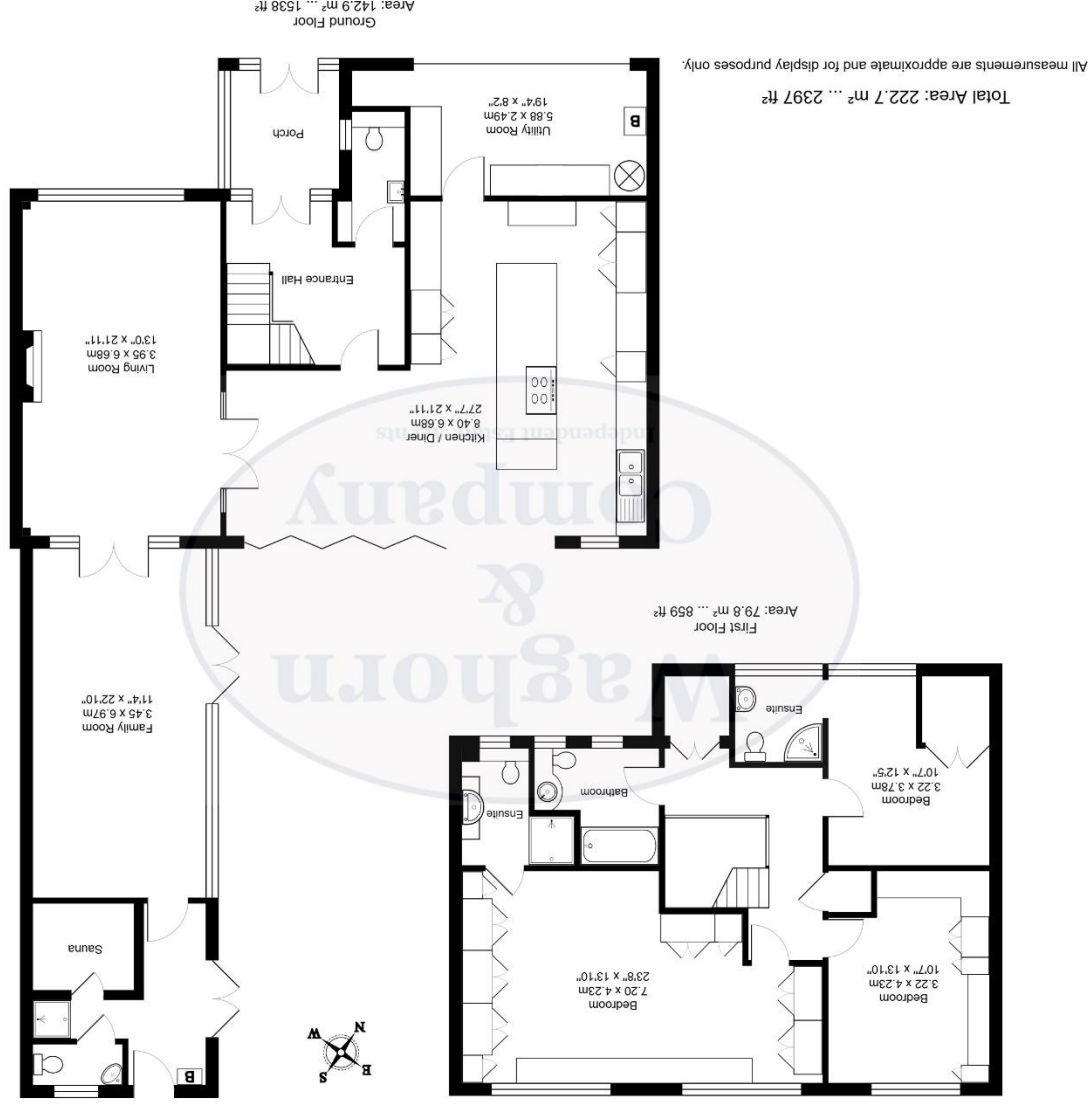 Bedroom
3.22 x 4.23m
10'7" x 13'10"
Bedroom
7.20 x 4.23m
23'8" x 13'10"
Bedroom
3.22 x 3.78m
10'7" x 12'5"
Ensuite
Bathroom
Ensuite
First Floor
Area: 79.8 m² ... 859 ft²
E
S
N
W
B
Sauna
Family Room
3.45 x 6.97m
11'4" x 22'10"
Waghorn
&
Company
Independent Estate Agents
Kitchen / Diner
8.40 x 6.68m
27'7" x 21'11"
Living Room
3.95 x 6.68m
13'0" x 21'11"
Entrance Hall
Utility Room
5.88 x 2.49m
19'4" x 8'2"
B
Porch
Total Area: 222.7 m² ... 2397 ft²
All measurements are approximate and for display purposes only.
Ground Floor
Area: 142.9 m² ... 1538 ft²